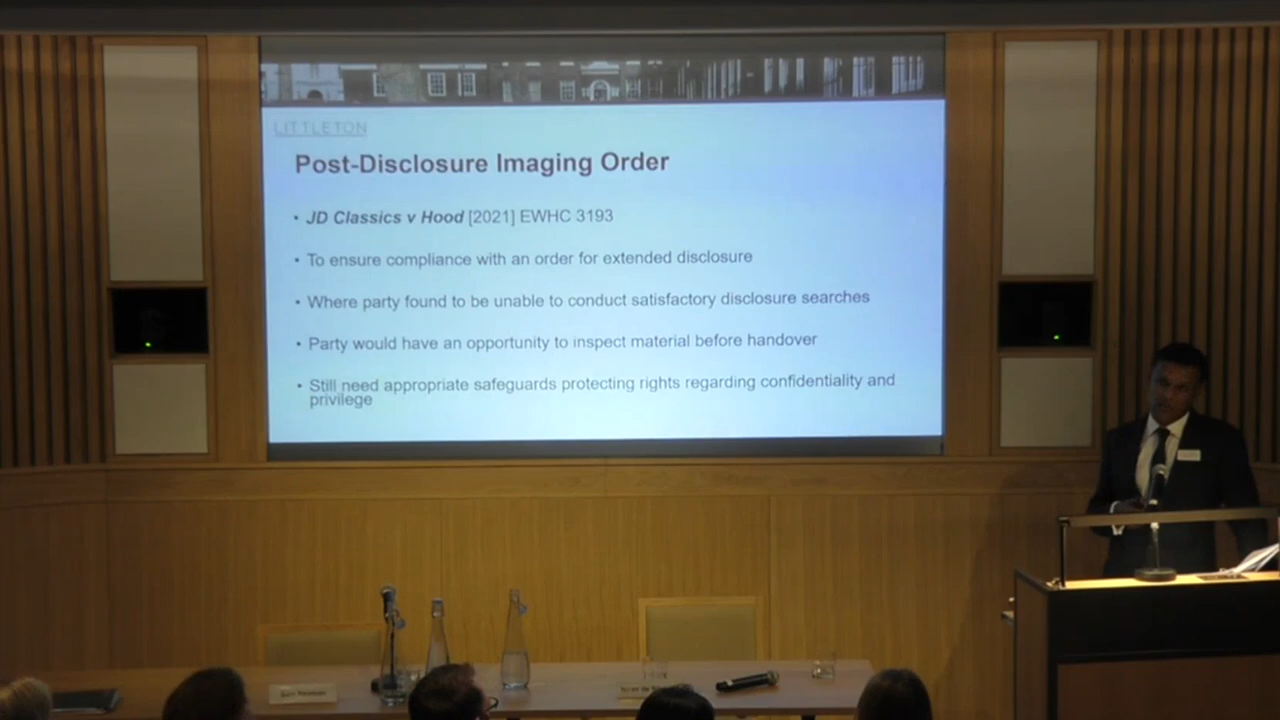 LITTLETON
Post-Disclosure Imaging Order
• JD Classics v Hood [2021] EWHC 3193
• To ensure compliance with an order for extended disclosure
• Where party found to be unable to conduct satisfactory disclosure searches
• Party would have an opportunity to inspect material before handover
• Still need appropriate safeguards protecting rights regarding confidentiality and
privilege